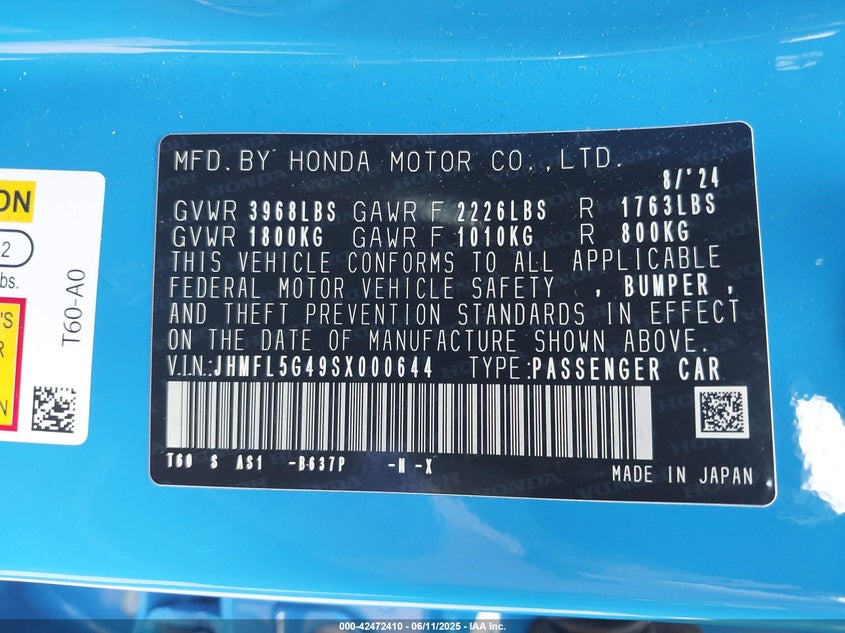 MFD. BY HONDA MOTOR CO., LTD.
8/'24
GVWR 3968LBS GAWR F 2226LBS R 1763LBS
GVWR 1800KG GAWR F 1010KG R 800KG
THIS VEHICLE CONFORMS TO ALL APPLICABLE
FEDERAL MOTOR VEHICLE SAFETY , BUMPER ,
AND THEFT PREVENTION STANDARDS IN EFFECT
ON THE DATE OF MANUFACTURE SHOWN ABOVE.
V.I.N.:JHMFL5G49SX000644 TYPE:PASSENGER CAR
T60 S AS1 -B637P -N -X
MADE IN JAPAN
ON
2
bs.
'S
R
N
T60-A0
000-42472410 - 06/11/2025 - IAA Inc.